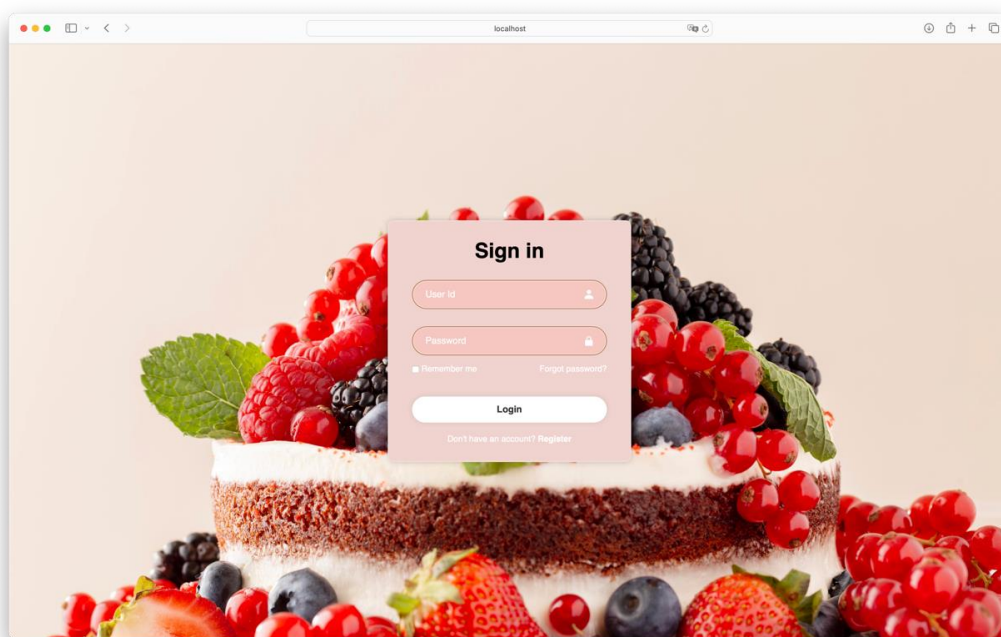 localhost
Sign in
User Id
Password
Remember me Forgot password?
Login
Don't have an account? Register